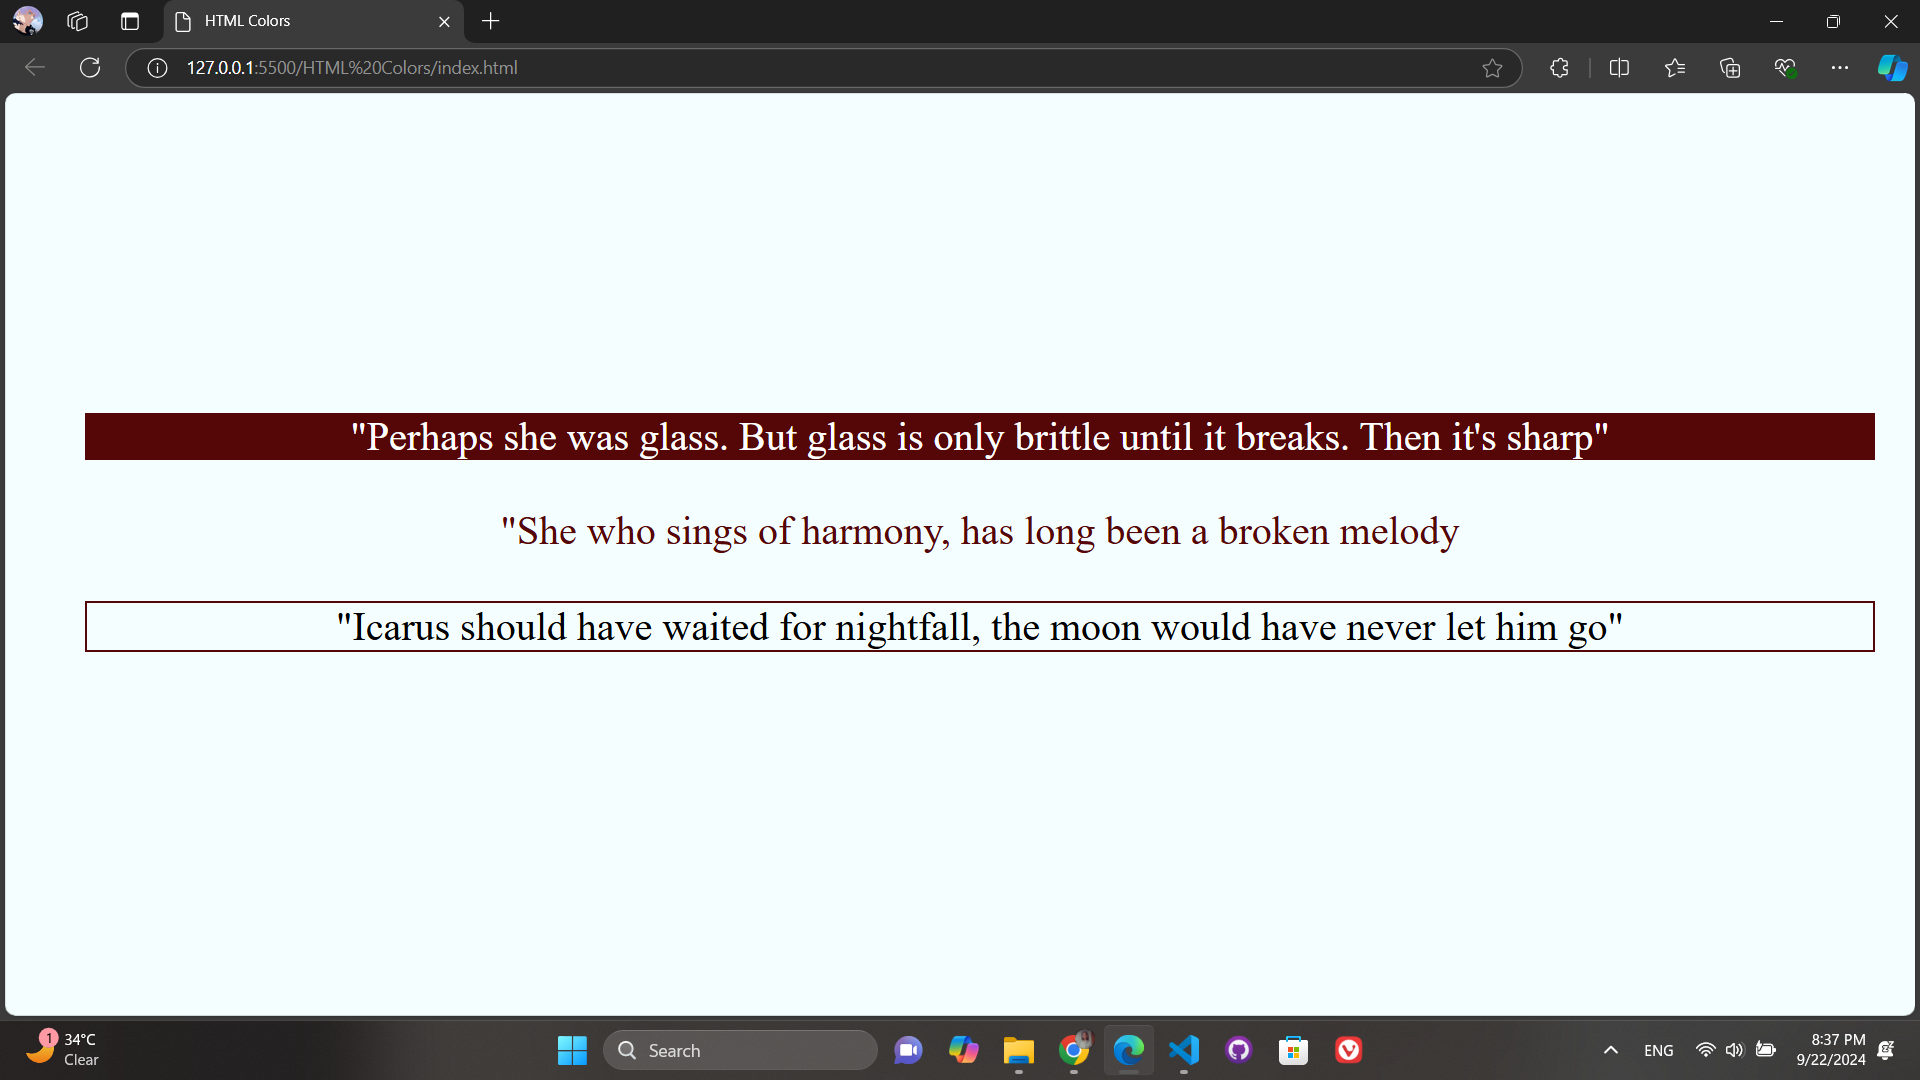 HTML Colors
127.0.0.1:5500/HTML%20Colors/index.html
"Perhaps she was glass. But glass is only brittle until it breaks. Then it's sharp"
"She who sings of harmony, has long been a broken melody
"Icarus should have waited for nightfall, the moon would have never let him go"
1
34°C
Clear
Search
ENG
8:37 PM
9/22/2024